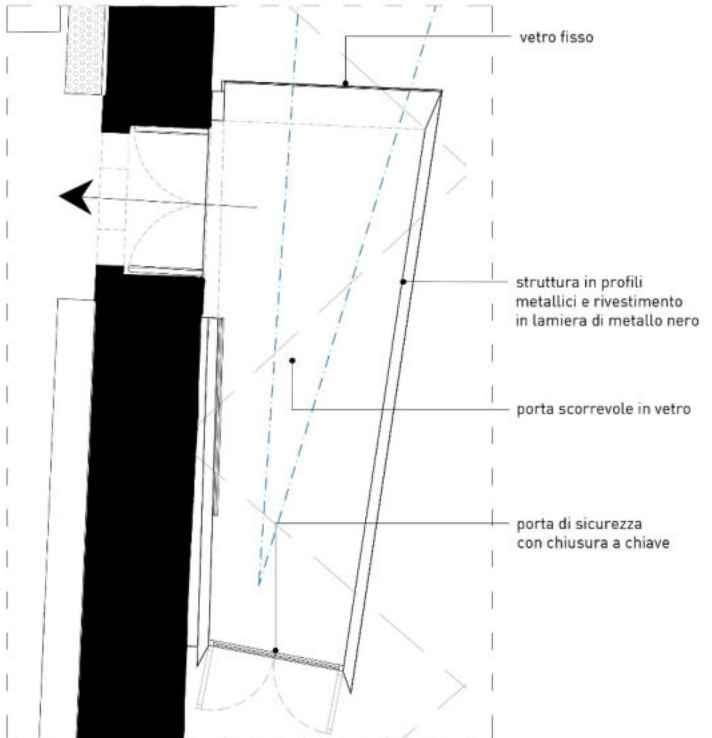 vetro fisso
struttura in profili
metallici e rivestimento
in lamiera di metallo nero
porta scorrevole in vetro
porta di sicurezza
con chiusura a chiave